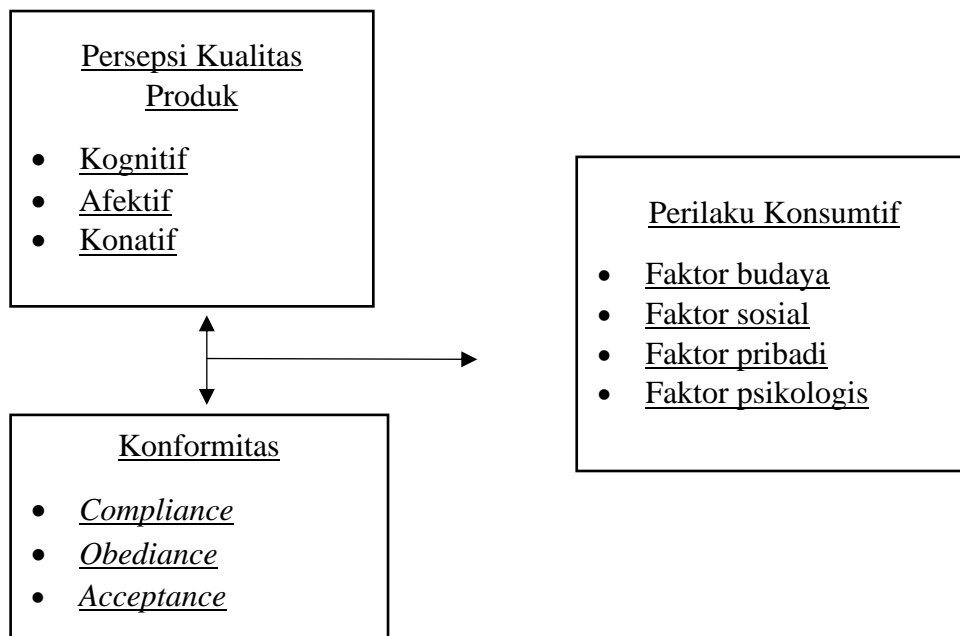 Persepsi Kualitas
Produk
• Kognitif
• Afektif
• Konatif
Perilaku Konsumtif
• Faktor budaya
• Faktor sosial
• Faktor pribadi
• Faktor psikologis
Konformitas
• Compliance
• Obediance
• Acceptance